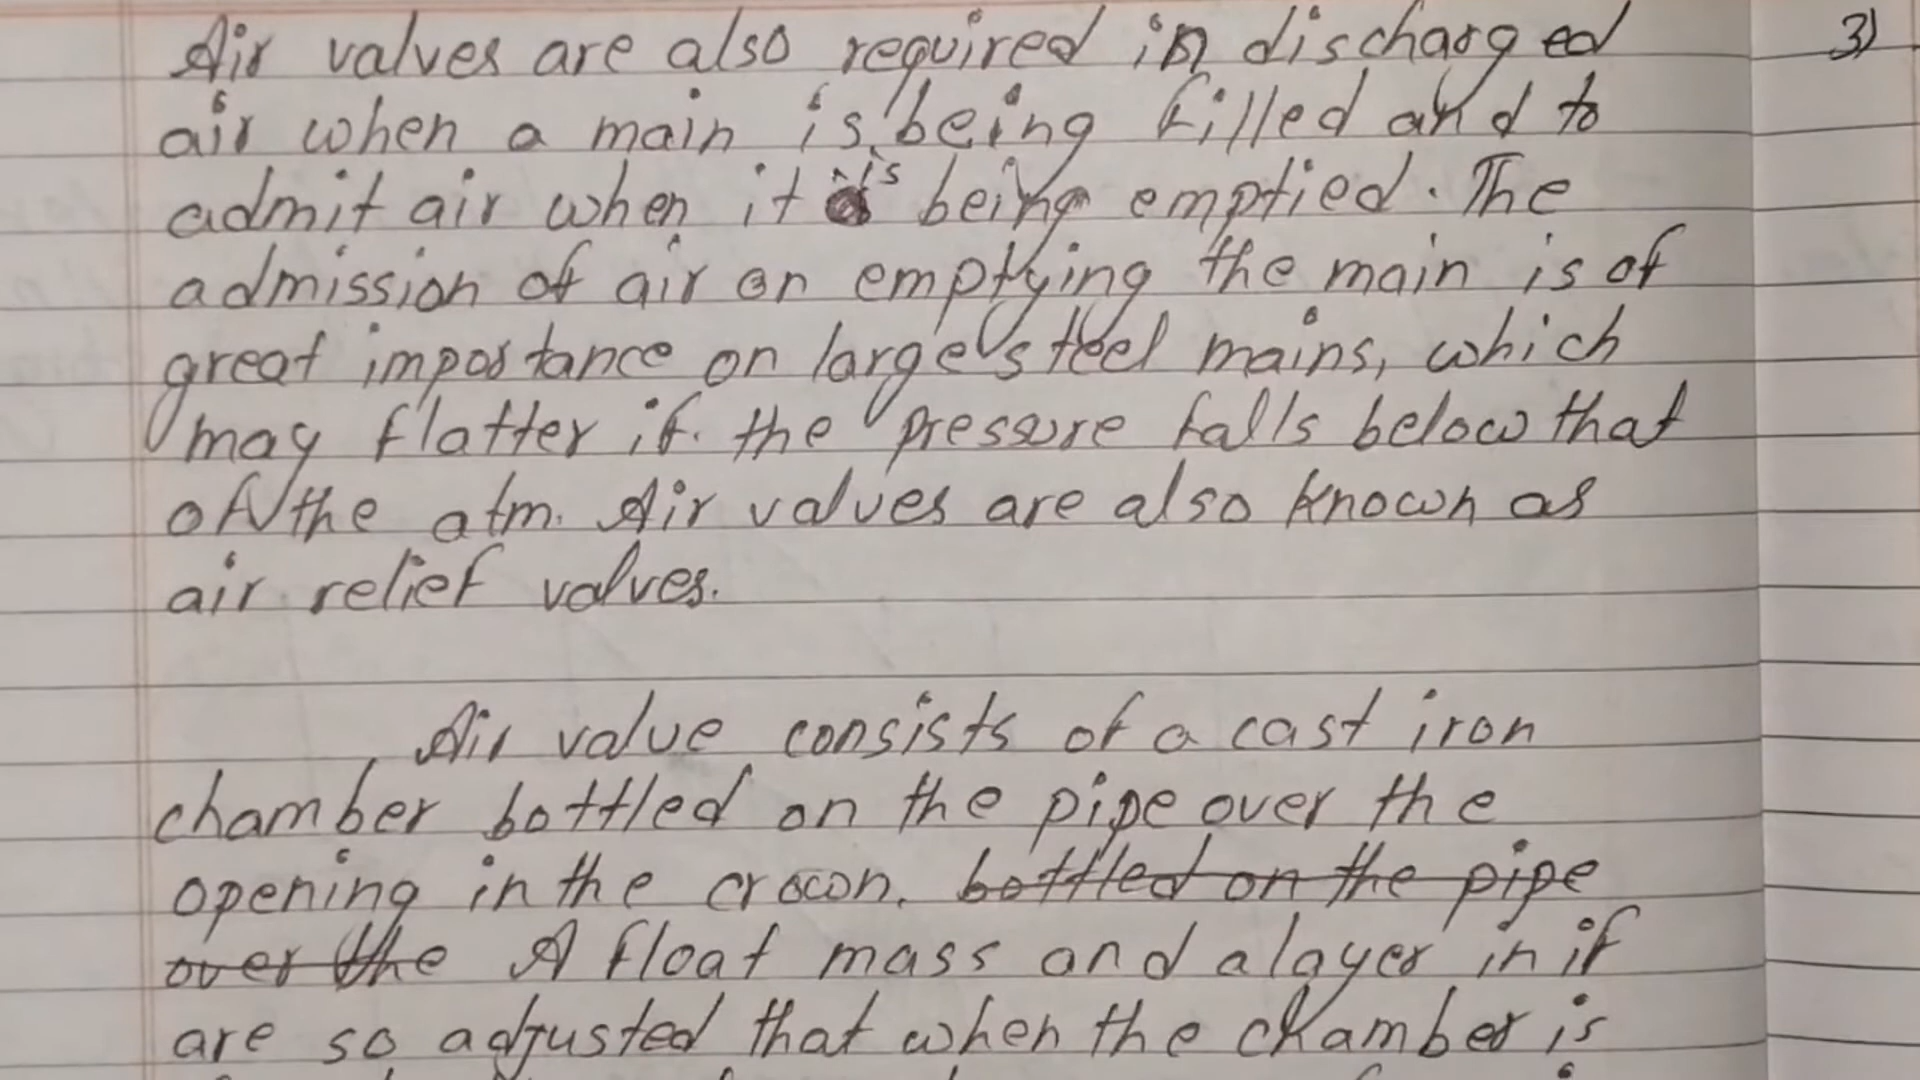 Air valves are also required in discharged
3)
air when a main is being filled and to
admit air when it is being emptied. The
admission of air on emptying the main is of
great importance on large steel mains, which
may flatter if. the pressure falls below that
of the atm. Air valves are also known as
air relief valves.
Air value consists of a cast iron
chamber bottled on the pipe over the
opening in the crown. bottled on the pipe
over the A float mass and a layer in it
are so adjusted that when the chamber is